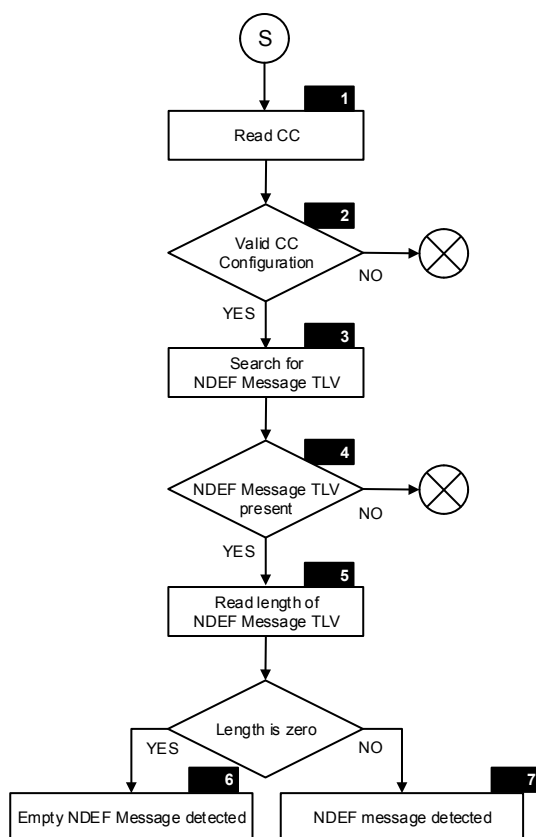 S
1
Read CC
2
Valid CC
Configuration
NO
YES
3
Search for
NDEF Message TLV
4
NDEF Message TLV
present
NO
YES
5
Read length of
NDEF Message TLV
Length is zero
YES
NO
6
7
Empty NDEF Message detected
NDEF message detected